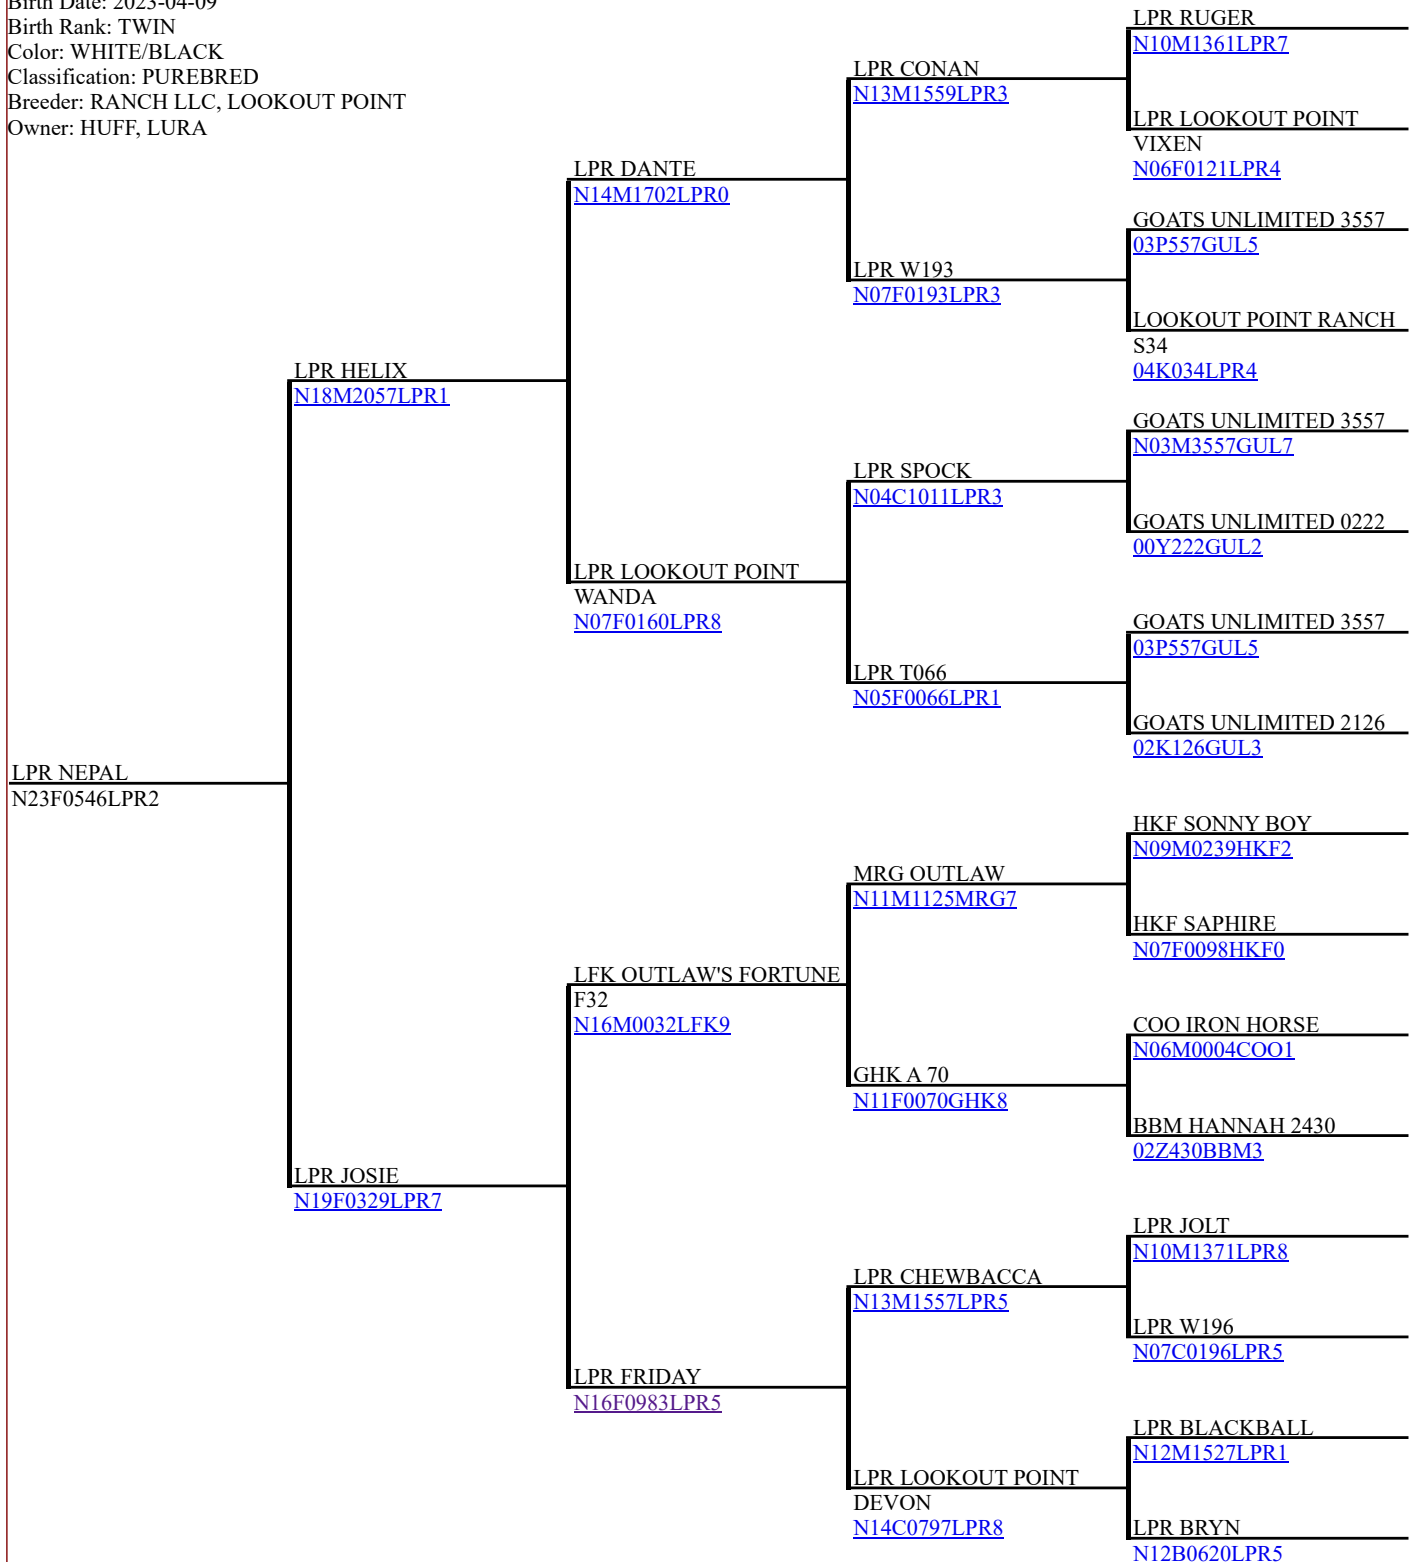 Birth Date: 2023-04-09
Birth Rank: TWIN
Color: WHITE/BLACK
Classification: PUREBRED
Breeder: RANCH LLC, LOOKOUT POINT
Owner: HUFF, LURA
LPR NEPAL
N23F0546LPR2
LPR HELIX
N18M2057LPR1
LPR JOSIE
N19F0329LPR7
LPR DANTE
N14M1702LPR0
LPR LOOKOUT POINT
WANDA
N07F0160LPR8
LFK OUTLAW'S FORTUNE
F32
N16M0032LFK9
LPR FRIDAY
N16F0983LPR5
LPR CONAN
N13M1559LPR3
LPR W193
N07F0193LPR3
LPR SPOCK
N04C1011LPR3
LPR T066
N05F0066LPR1
MRG OUTLAW
N11M1125MRG7
GHK A 70
N11F0070GHK8
LPR CHEWBACCA
N13M1557LPR5
LPR LOOKOUT POINT
DEVON
N14C0797LPR8
LPR RUGER
N10M1361LPR7
LPR LOOKOUT POINT
VIXEN
N06F0121LPR4
GOATS UNLIMITED 3557
03P557GUL5
LOOKOUT POINT RANCH
S34
04K034LPR4
GOATS UNLIMITED 3557
N03M3557GUL7
GOATS UNLIMITED 0222
00Y222GUL2
GOATS UNLIMITED 3557
03P557GUL5
GOATS UNLIMITED 2126
02K126GUL3
HKF SONNY BOY
N09M0239HKF2
HKF SAPHIRE
N07F0098HKF0
COO IRON HORSE
N06M0004COO1
BBM HANNAH 2430
02Z430BBM3
LPR JOLT
N10M1371LPR8
LPR W196
N07C0196LPR5
LPR BLACKBALL
N12M1527LPR1
LPR BRYN
N12B0620LPR5